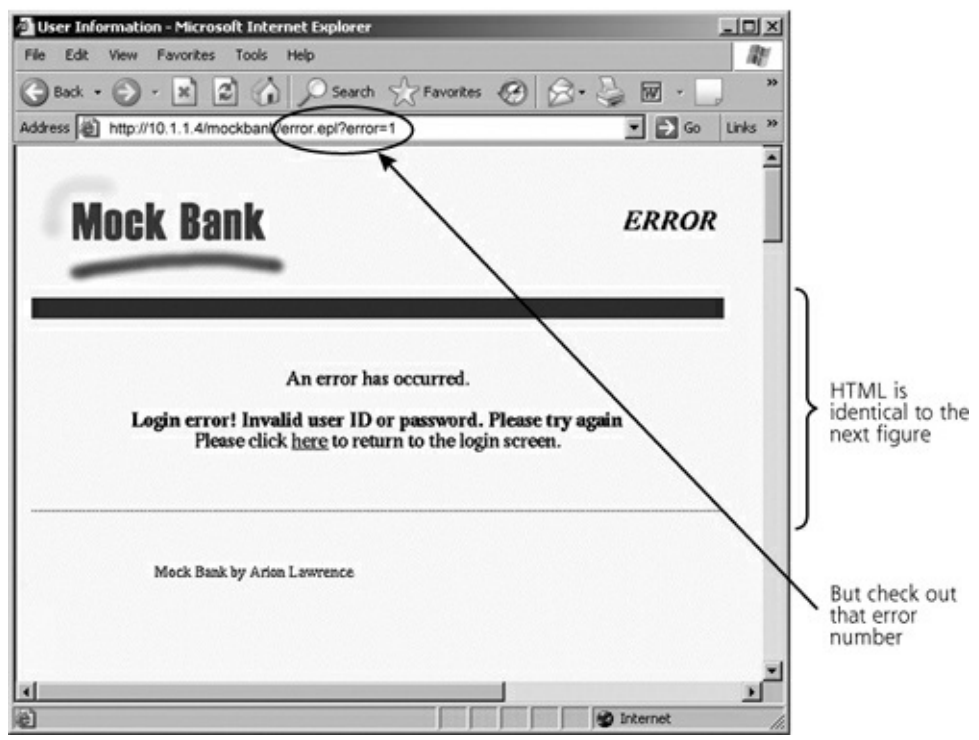 User Information - Microsoft Internet Explorer
File Edit View Favorites Tools Help
Back Search Favorites
Address http://10.1.1.4/mockbank/error.epl?error=1 Go Links
Mock Bank
ERROR
An error has occurred.
Login error! Invalid user ID or password. Please try again
Please click here to return to the login screen.
Mock Bank by Arion Lawrence
Internet
HTML is
identical to the
next figure
But check out
that error
number